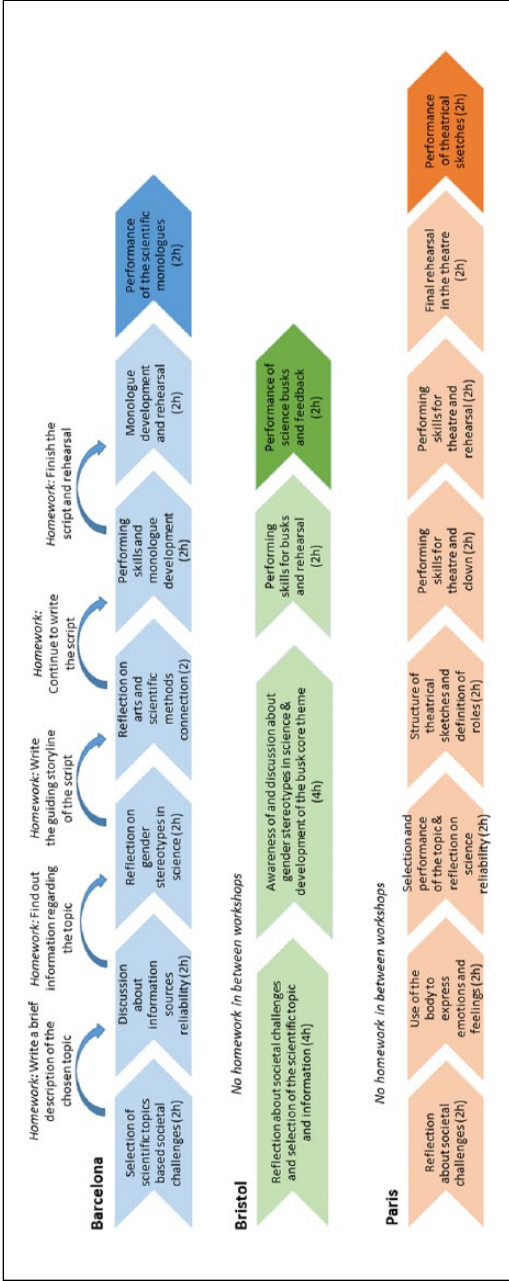 Homework: Write a brief
description of the
chosen topic
Homework: Find out
information regarding
the topic
Homework: Write
the guiding storyline
of the script
Homework:
Continue to write
the script
Homework: Finish the
script and rehearsal
Barcelona
Selection of
scientific topics
based societal
challenges (2h)
Discussion
about
information
sources
reliability (2h)
Reflection on
gender
stereotypes in
science (2h)
Reflection on
arts and
scientific
methods
connection (2)
Performing
skills and
monologue
development
(2h)
Monologue
development
and rehearsal
(2h)
Performance
of the scientific
monologues
(2h)
Bristol
No homework in between workshops
Reflection about societal challenges
and selection of the scientific topic
and information (4h)
Awareness of and discussion about
gender stereotypes in science &
development of the busk core theme
(4h)
Performing
skills for busks
and rehearsal
(2h)
Performance of
science busks
and feedback
(2h)
Paris
No homework in between workshops
Reflection
about societal
challenges (2h)
Use of the
body to
express
emotions and
feelings (2h)
Selection and
performance
of the topic &
reflection on
science
reliability (2h)
Structure of
theatrical
sketches and
definition of
roles (2h)
Performing
skills for
theatre and
clown (2h)
Performing
skills for
theatre and
rehearsal (2h)
Final rehearsal
in the theatre
(2h)
Performance
of theatrical
sketches (2h)